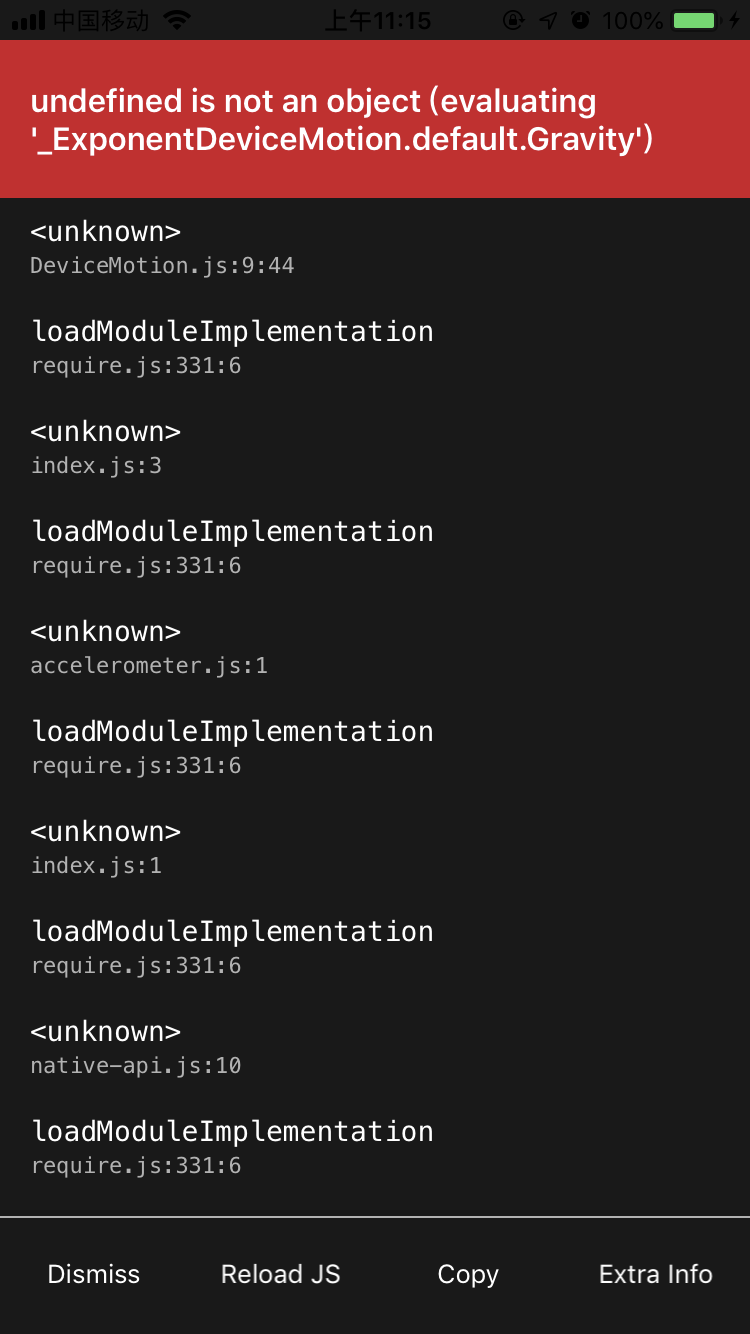 中国移动 上午11:15 100%
undefined is not an object (evaluating
'_ExponentDeviceMotion.default.Gravity')
<unknown>
DeviceMotion.js:9:44
loadModuleImplementation
require.js:331:6
<unknown>
index.js:3
loadModuleImplementation
require.js:331:6
<unknown>
accelerometer.js:1
loadModuleImplementation
require.js:331:6
<unknown>
index.js:1
loadModuleImplementation
require.js:331:6
<unknown>
native-api.js:10
loadModuleImplementation
require.js:331:6
Dismiss Reload JS Copy Extra Info